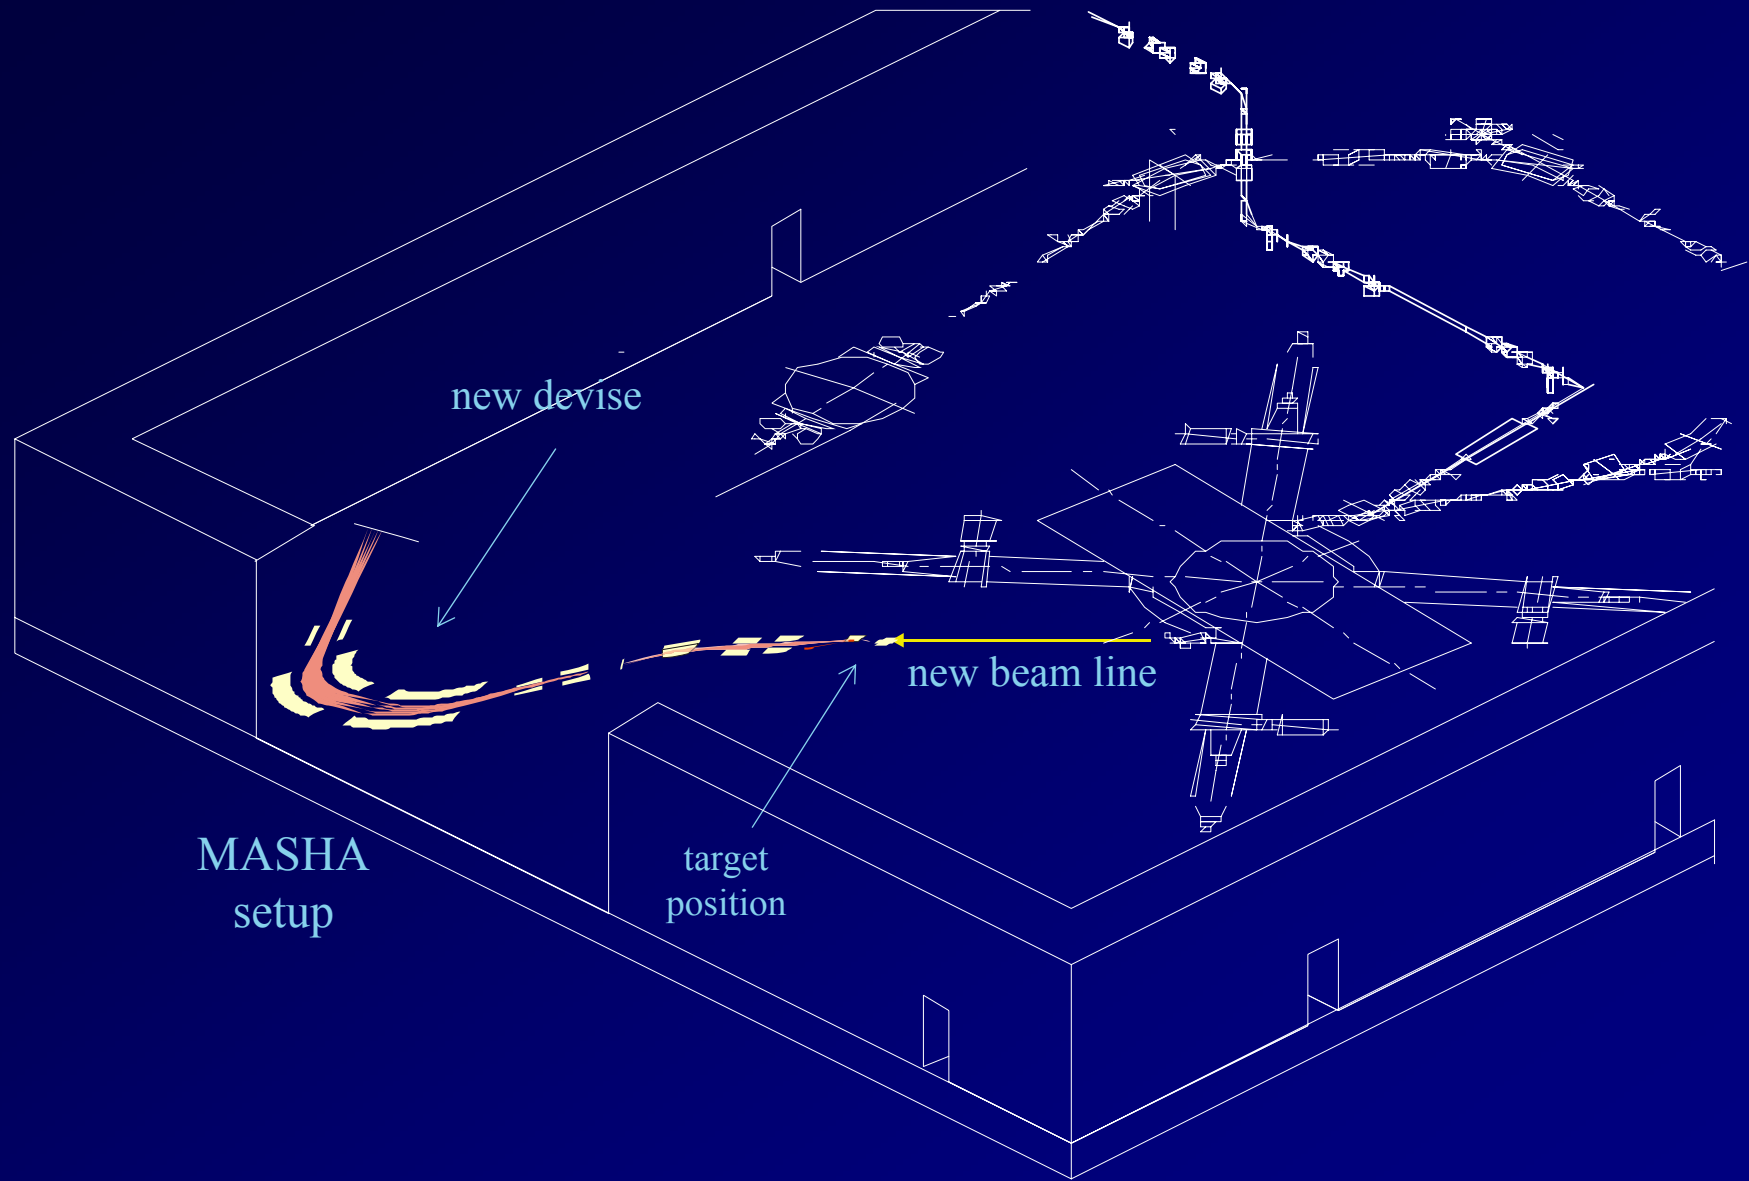 new devise
new beam line
MASHA
setup
target
position